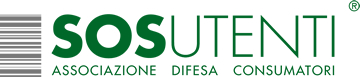 SOSUTENTI®
ASSOCIAZIONE DIFESA CONSUMATORI